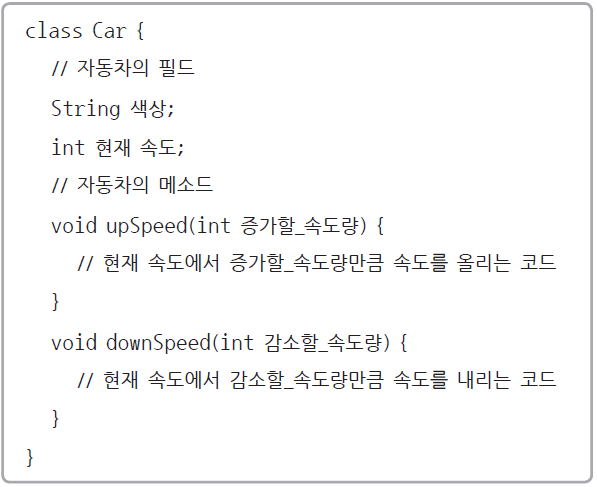 class Car {
// 자동차의 필드
String 색상;
int 현재 속도;
// 자동차의 메소드
void upSpeed(int 증가할_속도량) {
// 현재 속도에서 증가할_속도량만큼 속도를 올리는 코드
}
void downSpeed(int 감소할_속도량) {
// 현재 속도에서 감소할_속도량만큼 속도를 내리는 코드
}
}